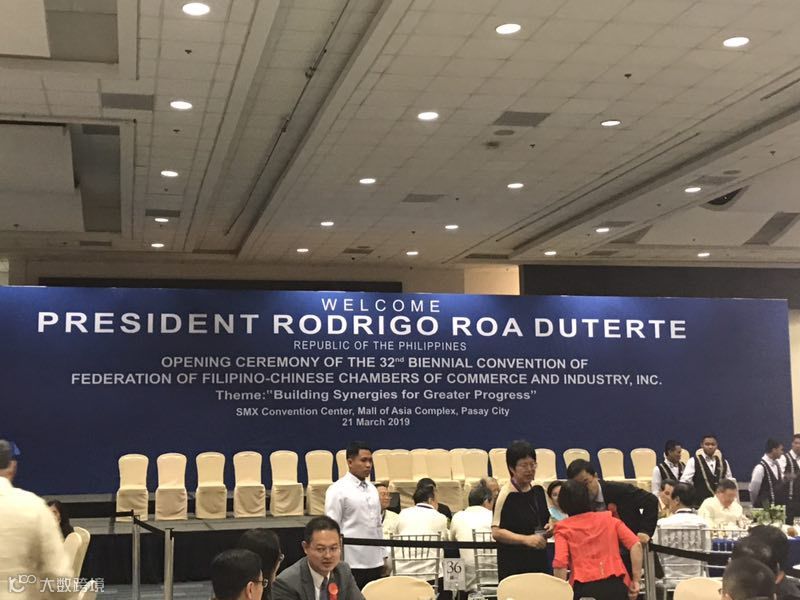 WELCOME
PRESIDENT RODRIGO ROA DUTERTE
REPUBLIC OF THE PHILIPPINES
OPENING CEREMONY OF THE 32nd BIENNIAL CONVENTION OF
FEDERATION OF FILIPINO-CHINESE CHAMBERS OF COMMERCE AND INDUSTRY, INC.
Theme:"Building Synergies for Greater Progress"
SMX Convention Center, Mall of Asia Complex, Pasay City
21 March 2019
36
大数跨境